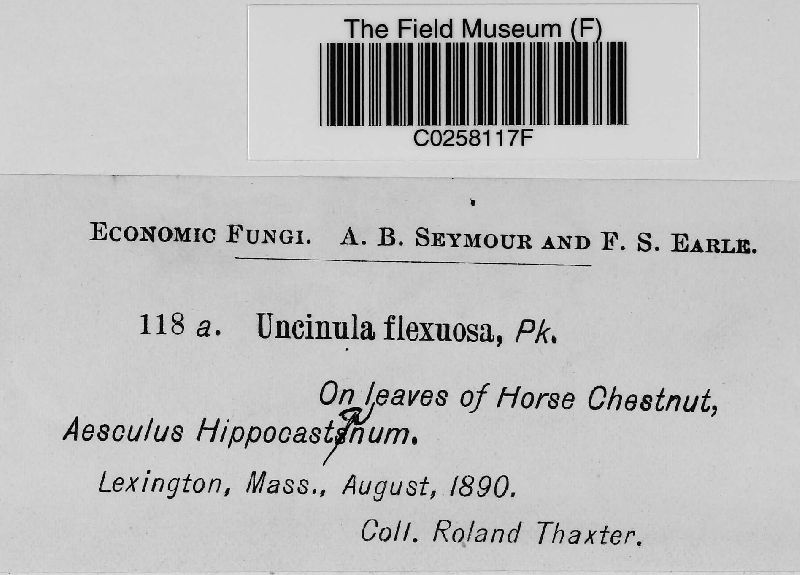 The Field Museum (F)
C0258117F
ECONOMIC FUNGI. A. B. SEYMOUR AND F. S. EARLE.
118 a. Uncinula flexuosa, Pk.
On leaves of Horse Chestnut,
Aesculus Hippocastanum.
Lexington, Mass., August, 1890.
Coll. Roland Thaxter.